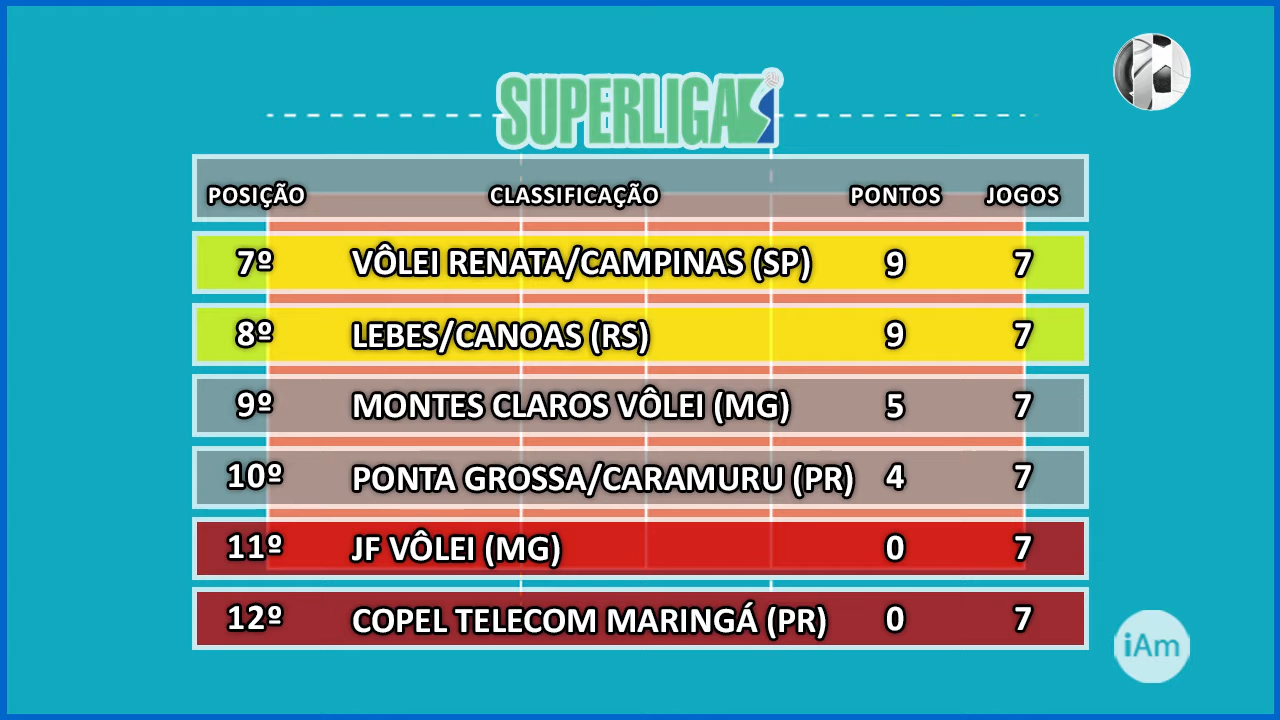 SUPERLIGA
POSIÇÃO CLASSIFICAÇÃO PONTOS JOGOS
7º VÔLEI RENATA/CAMPINAS (SP) 9 7
8º LEBES/CANOAS (RS) 9 7
9º MONTES CLAROS VÔLEI (MG) 5 7
10º PONTA GROSSA/CARAMURU (PR) 4 7
11º JF VÔLEI (MG) 0 7
12º COPEL TELECOM MARINGÁ (PR) 0 7
iAm